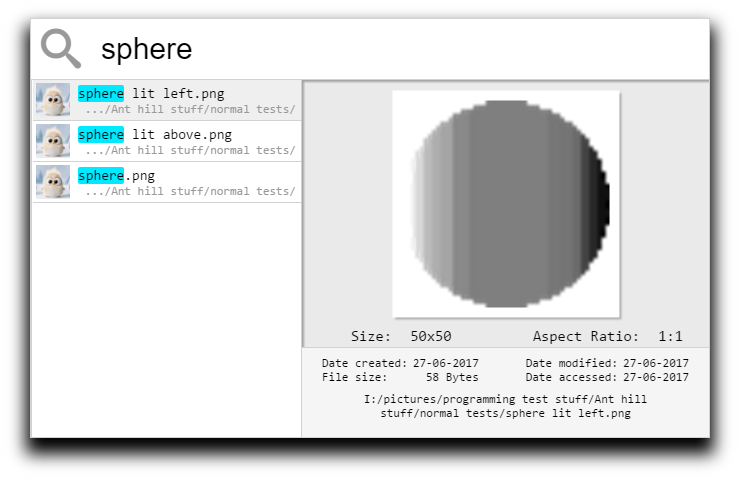 sphere
sphere lit left.png
.../Ant hill stuff/normal tests/
sphere lit above.png
.../Ant hill stuff/normal tests/
sphere.png
.../Ant hill stuff/normal tests/
Size: 50x50 Aspect Ratio: 1:1
Date created: 27-06-2017 Date modified: 27-06-2017
File size: 58 Bytes Date accessed: 27-06-2017
I:/pictures/programming test stuff/Ant hill
stuff/normal tests/sphere lit left.png